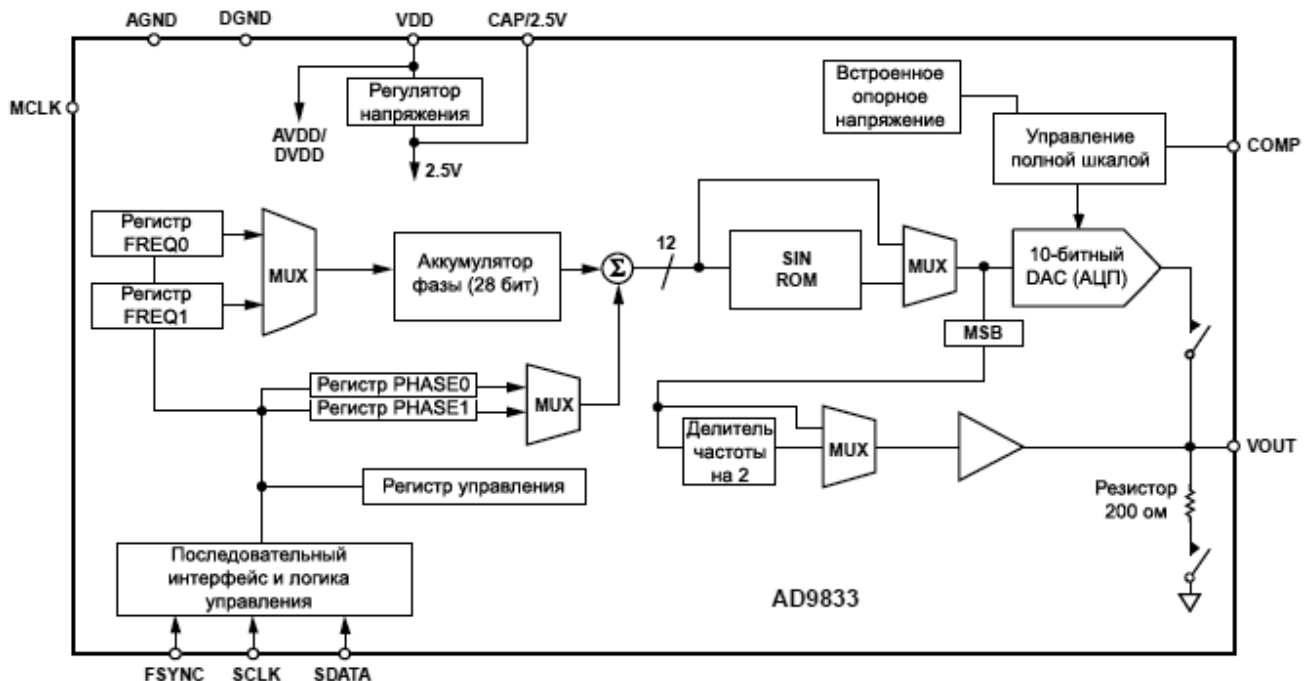 AGND
DGND
VDD
CAP/2.5V
MCLK
Регулятор
напряжения
AVDD/
DVDD
2.5V
Встроенное
опорное
напряжение
Управление
полной шкалой
COMP
Регистр
FREQ0
Регистр
FREQ1
MUX
Аккумулятор
фазы (28 бит)
Σ
12
SIN
ROM
MUX
10-битный
DAC (АЦП)
MSB
Регистр PHASE0
Регистр PHASE1
MUX
Делитель
частоты
на 2
MUX
VOUT
Регистр управления
Резистор
200 ом
Последовательный
интерфейс и логика
управления
AD9833
FSYNC
SCLK
SDATA